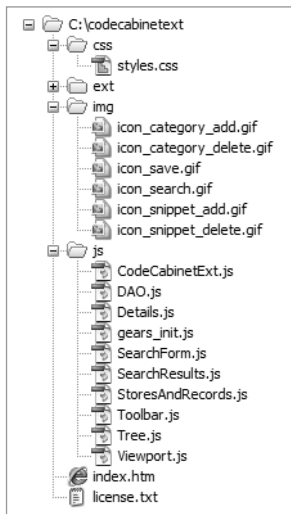 C:\codecabinetext
css
styles.css
ext
img
icon_category_add.gif
icon_category_delete.gif
icon_save.gif
icon_search.gif
icon_snippet_add.gif
icon_snippet_delete.gif
js
CodeCabinetExt.js
DAO.js
Details.js
gears_init.js
SearchForm.js
SearchResults.js
StoresAndRecords.js
Toolbar.js
Tree.js
Viewport.js
index.htm
license.txt